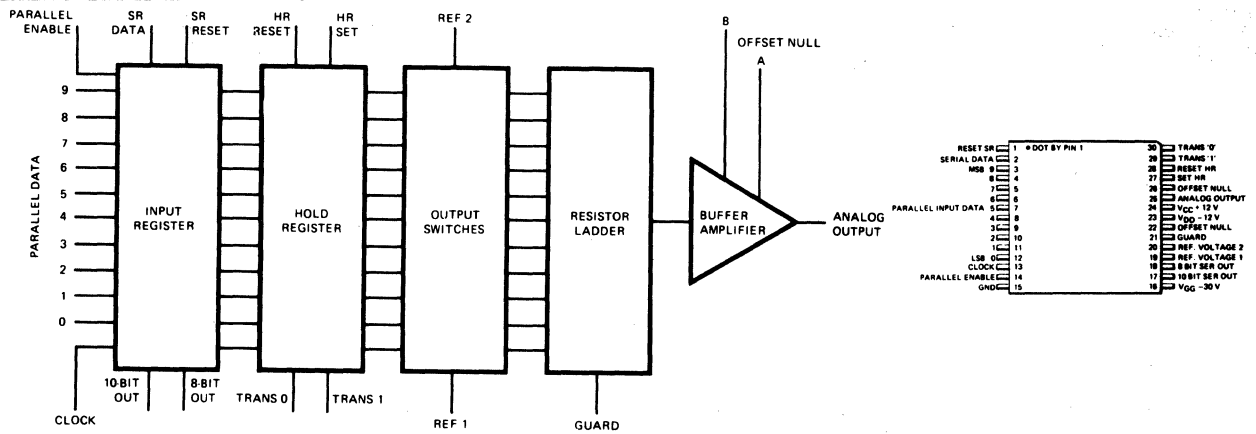 PARALLEL
ENABLE
SR
DATA
SR
RESET
HR
RESET
HR
SET
REF 2
B
OFFSET NULL
A
PARALLEL DATA
9
8
7
6
5
4
3
2
1
0
CLOCK
INPUT
REGISTER
HOLD
REGISTER
OUTPUT
SWITCHES
RESISTOR
LADDER
BUFFER
AMPLIFIER
ANALOG
OUTPUT
10-BIT
OUT
8-BIT
OUT
TRANS 0
TRANS 1
REF 1
GUARD
RESET SR 1 DOT BY PIN 1 30 TRANS '0'
SERIAL DATA 2 29 TRANS '1'
MSB 9 3 28 RESET HR
8 4 27 SET HR
7 5 OFFSET NULL
6 6 ANALOG OUTPUT
PARALLEL INPUT DATA 5 7 24 VCC + 12 V
4 8 23 VDD - 12 V
3 9 22 OFFSET NULL
2 10 21 GUARD
1 11 20 REF. VOLTAGE 2
LSB 0 12 19 REF. VOLTAGE 1
CLOCK 13 18 8 BIT SER OUT
PARALLEL ENABLE 14 17 10 BIT SER OUT
GND 15 16 VGG -30 V